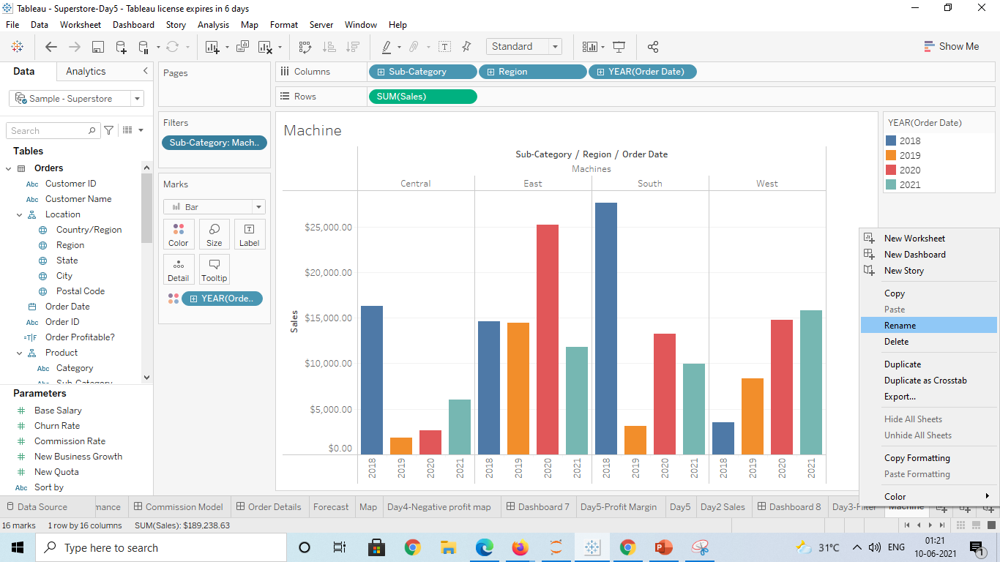 Tableau - Superstore-Day5 - Tableau license expires in 6 days
File Data Worksheet Dashboard Story Analysis Map Format Server Window Help
Standard
Show Me
Data Analytics
Sample - Superstore
Search
Tables
Orders
Abc Customer ID
Abc Customer Name
Location
Country/Region
Region
State
City
Postal Code
Order Date
Abc Order ID
=T|F Order Profitable?
Product
Abc Category
Abc Sub-Category
Parameters
# Base Salary
# Churn Rate
# Commission Rate
# New Business Growth
# New Quota
Abc Sort by
Pages
Filters
Sub-Category: Mach..
Marks
Bar
Color Size Label
Detail Tooltip
YEAR(Orde..
Columns Sub-Category Region YEAR(Order Date)
Rows SUM(Sales)
Machine
Sub-Category / Region / Order Date
Machines
Central East South West
Sales
$25,000.00
$20,000.00
$15,000.00
$10,000.00
$5,000.00
$0.00
2018 2019 2020 2021 2018 2019 2020 2021 2018 2019 2020 2021 2018 2019 2020 2021
YEAR(Order Date)
2018
2019
2020
2021
New Worksheet
New Dashboard
New Story
Copy
Paste
Rename
Delete
Duplicate
Duplicate as Crosstab
Export...
Hide All Sheets
Unhide All Sheets
Copy Formatting
Paste Formatting
Color
Data Source mance Commission Model Order Details Forecast Map Day4-Negative profit map Dashboard 7 Day5-Profit Margin Day5 Day2 Sales Dashboard 8 Day3-Filter Machine
16 marks 1 row by 16 columns SUM(Sales): $189,238.63
Type here to search
31°C ENG 01:21
10-06-2021
1